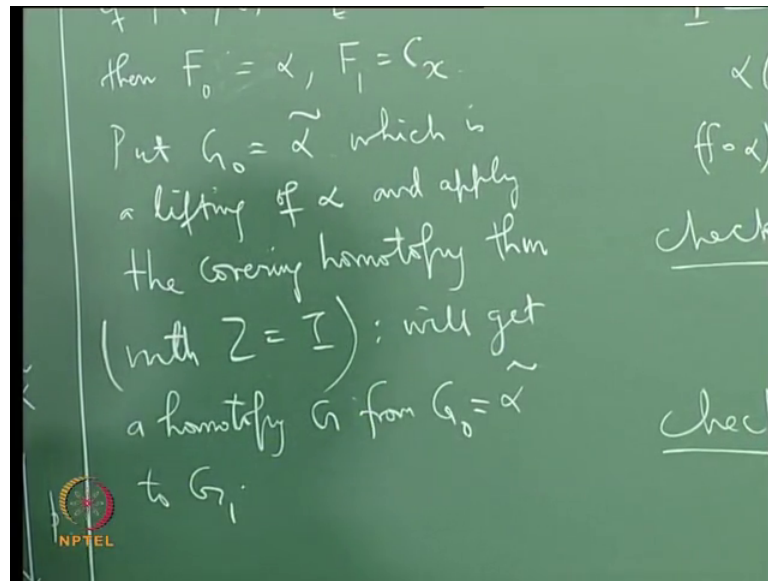 then F₀ = α, F₁ = Cₓ.
Put G₀ = α̃ which is
a lifting of α and apply
the covering homotopy thm
(with Z = I): will get
a homotopy G from G₀ = α̃
to G₁
I
α(
(f∘α)
check
chec
NPTEL